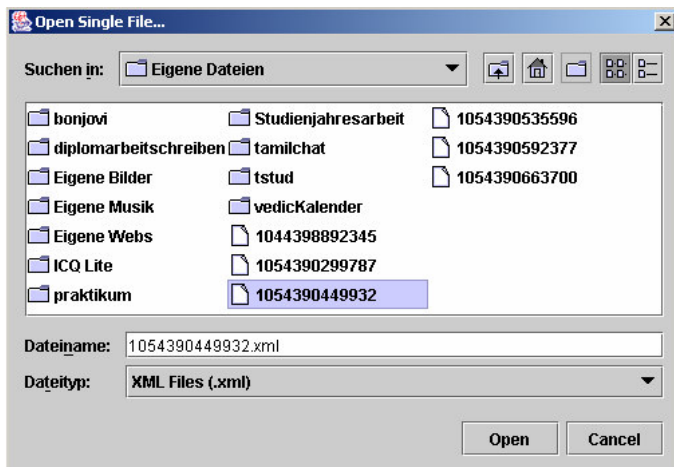 Open Single File...
Suchen in: Eigene Dateien
bonjovi
diplomarbeitschreiben
Eigene Bilder
Eigene Musik
Eigene Webs
ICQ Lite
praktikum
Studienjahresarbeit
tamilchat
tstud
vedicKalender
1044398892345
1054390299787
1054390449932
1054390535596
1054390592377
1054390663700
Dateiname: 1054390449932.xml
Dateityp: XML Files (.xml)
Open Cancel